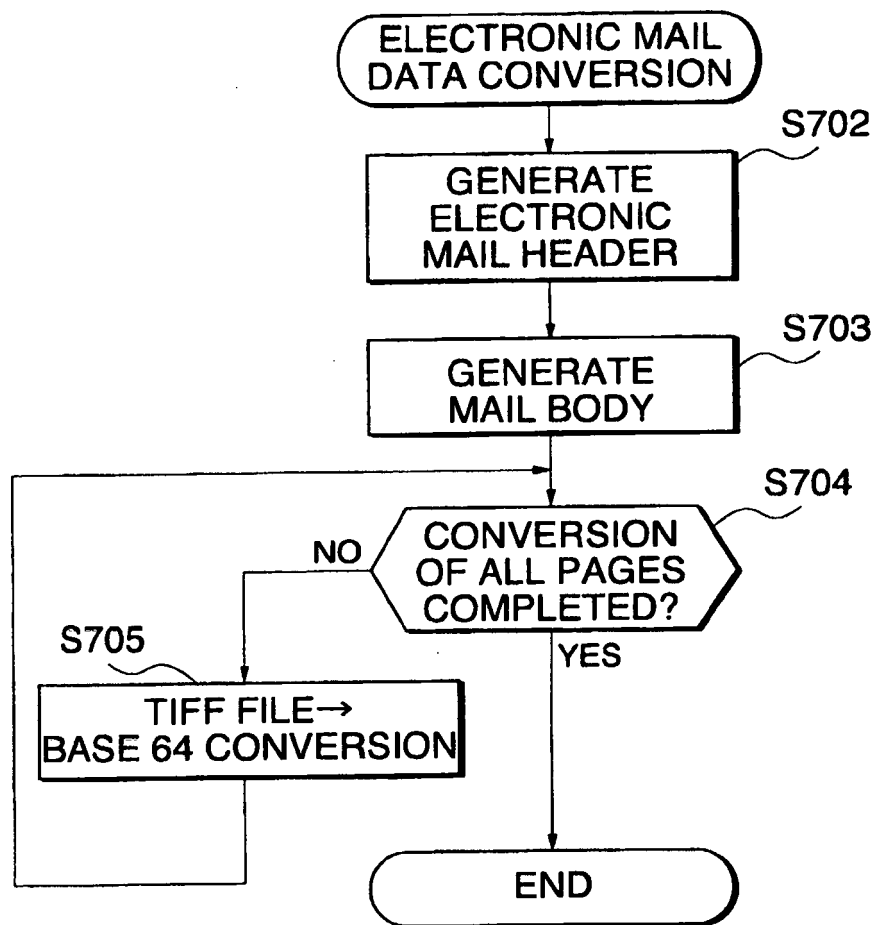 ELECTRONIC MAIL
DATA CONVERSION
S702
GENERATE
ELECTRONIC
MAIL HEADER
S703
GENERATE
MAIL BODY
S704
CONVERSION
OF ALL PAGES
COMPLETED?
NO
YES
S705
TIFF FILE→
BASE 64 CONVERSION
END